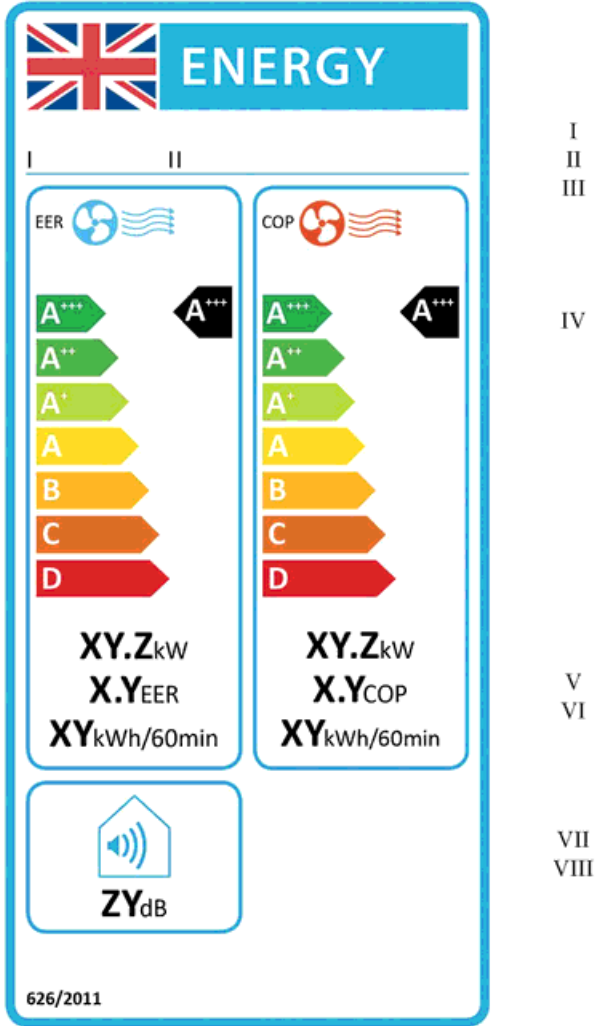 ENERGY
I II
I
II
III
EER COP
A+++ A+++ A+++ A+++
IV
A++ A++
A+ A+
A A
B B
C C
D D
XY.ZkW XY.ZkW
X.YEER X.YCOP
V
XYkWh/60min XYkWh/60min
VI
VII
VIII
ZYdB
626/2011